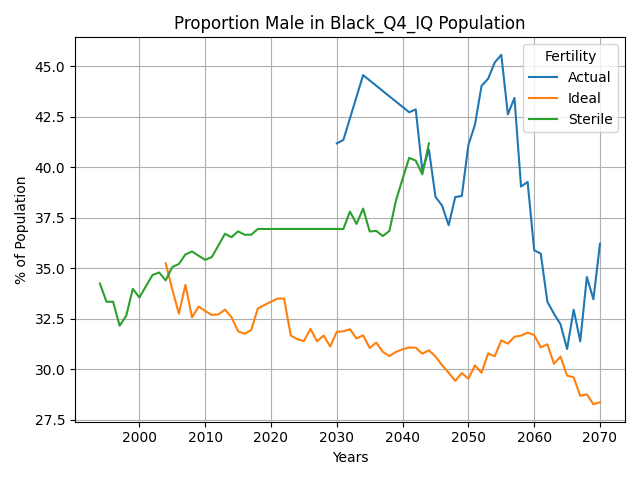 Proportion Male in Black_Q4_IQ Population
% of Population
45.0
42.5
40.0
37.5
35.0
32.5
30.0
27.5
Fertility
Actual
Ideal
Sterile
2000 2010 2020 2030 2040 2050 2060 2070
Years